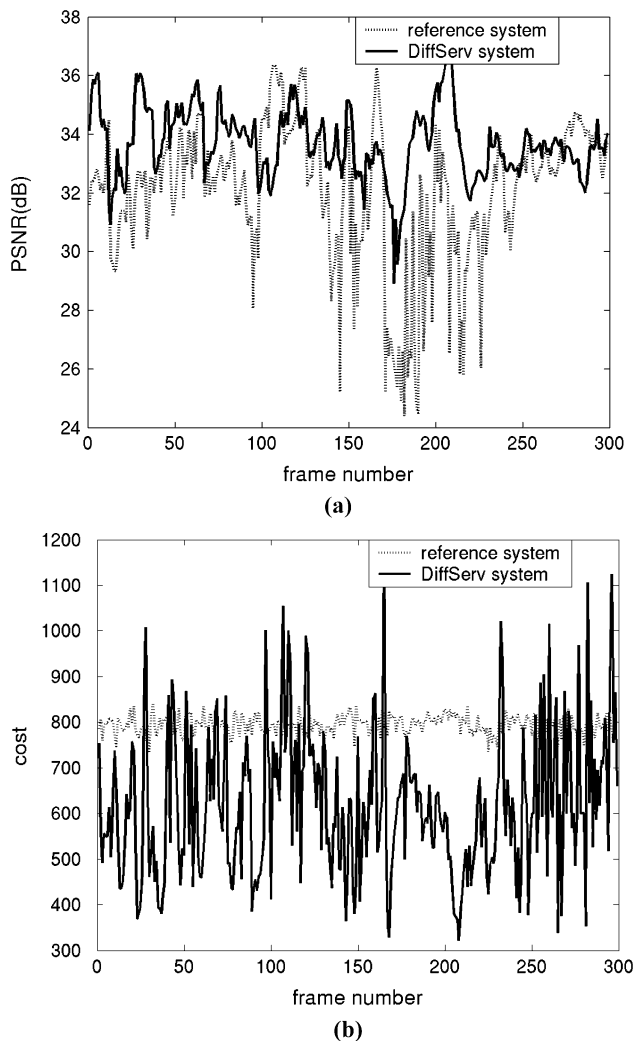 reference system
DiffServ system
38
36
34
32
30
28
26
24
PSNR(dB)
0 50 100 150 200 250 300
frame number
(a)
reference system
DiffServ system
1200
1100
1000
900
800
700
600
500
400
300
cost
0 50 100 150 200 250 300
frame number
(b)